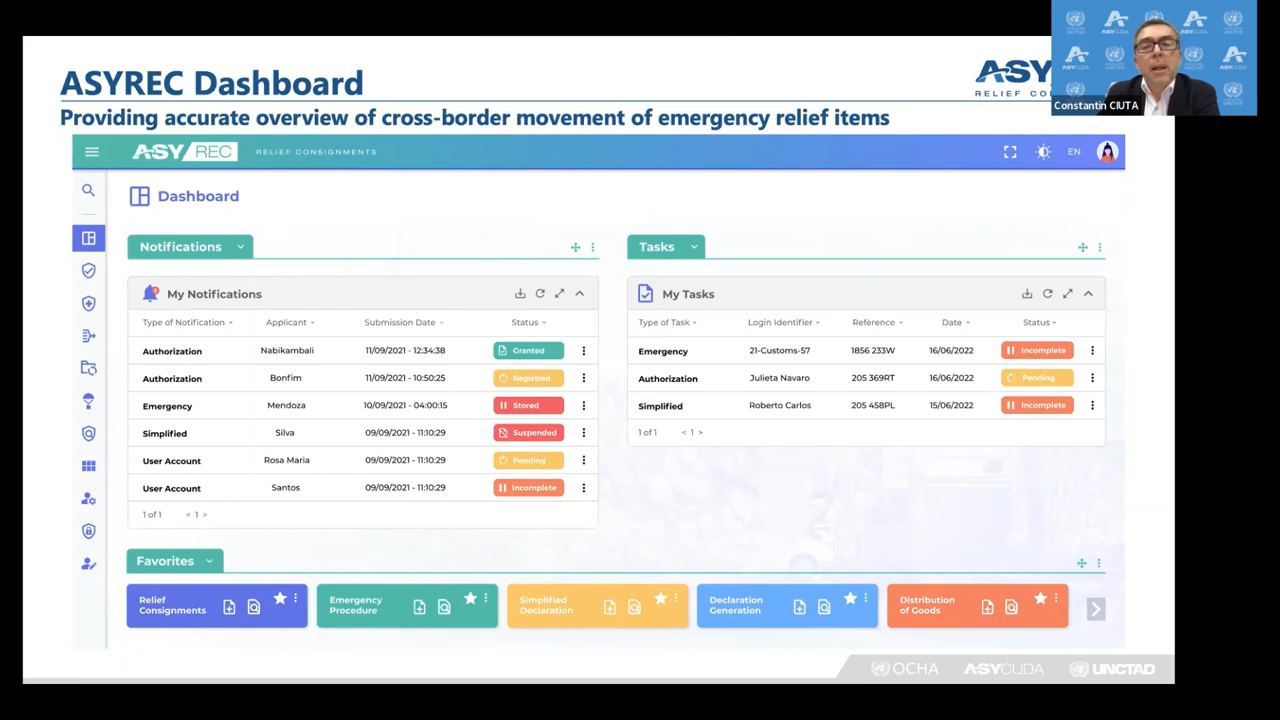 ASYREC Dashboard
ASY
RELIEF CO
Constantin CIUTA
Providing accurate overview of cross-border movement of emergency relief items
ASYREC RELIEF CONSIGNMENTS EN
Dashboard
Notifications
My Notifications
Type of Notification Applicant Submission Date Status
Authorization Nabikambali 11/09/2021 - 12:34:38 Granted
Authorization Bonfim 11/09/2021 - 10:50:25 Registred
Emergency Mendoza 10/09/2021 - 04:00:15 Stored
Simplified Silva 09/09/2021 - 11:10:29 Suspended
User Account Rosa Maria 09/09/2021 - 11:10:29 Pending
User Account Santos 09/09/2021 - 11:10:29 Incomplete
1 of 1 < 1 >
Tasks
My Tasks
Type of Task Login Identifier Reference Date Status
Emergency 21-Customs-57 1856 233W 16/06/2022 Incomplete
Authorization Julieta Navaro 205 369RT 16/06/2022 Pending
Simplified Roberto Carlos 205 458PL 15/06/2022 Incomplete
1 of 1 < 1 >
Favorites
Relief
Consignments
Emergency
Procedure
Simplified
Declaration
Declaration
Generation
Distribution
of Goods
OCHA ASYCUDA UNCTAD